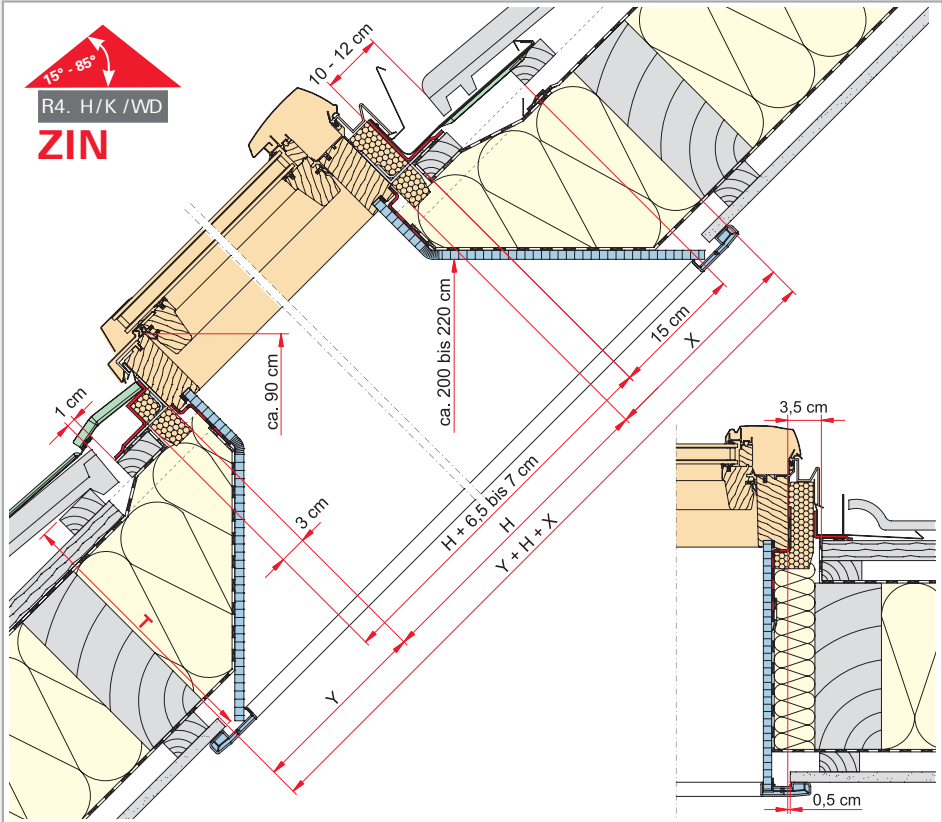 15° - 85°
R4. H/K/WD
ZIN
10 - 12 cm
ca. 90 cm
ca. 200 bis 220 cm
15 cm
X
1 cm
3,5 cm
3 cm
H + 6,5 bis 7 cm
H
Y + H + X
T
Y
0,5 cm